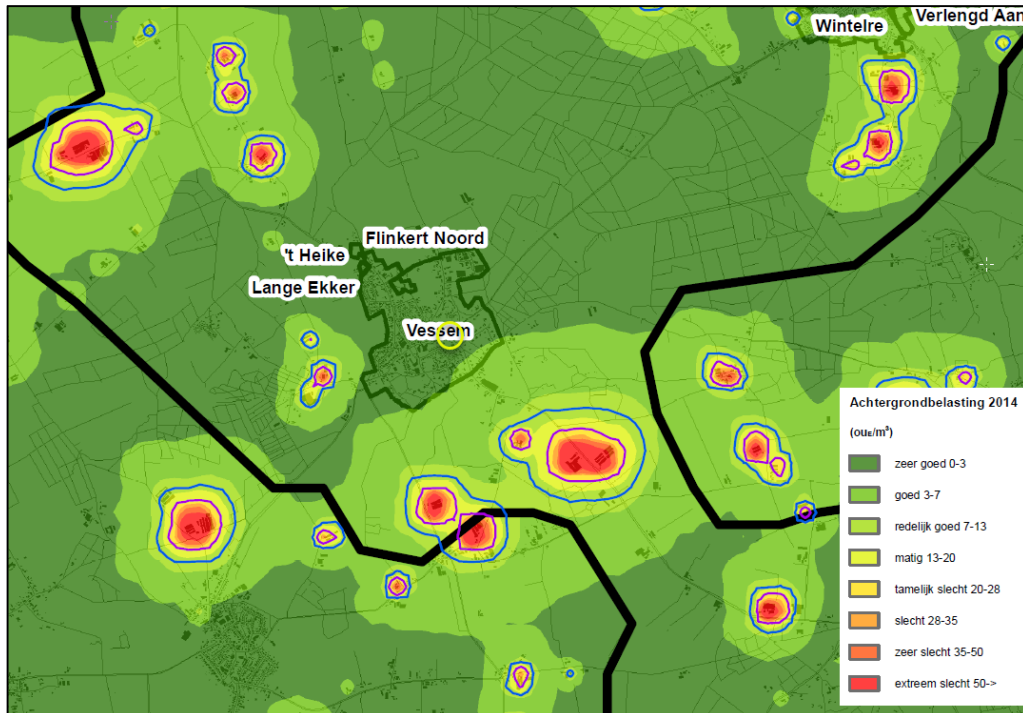 Wintelre
Verlengd Aan
Flinkert Noord
't Heike
Lange Ekker
Vessem
Achtergrondbelasting 2014
(ouᴇ/m³)
zeer goed 0-3
goed 3-7
redelijk goed 7-13
matig 13-20
tamelijk slecht 20-28
slecht 28-35
zeer slecht 35-50
extreem slecht 50->